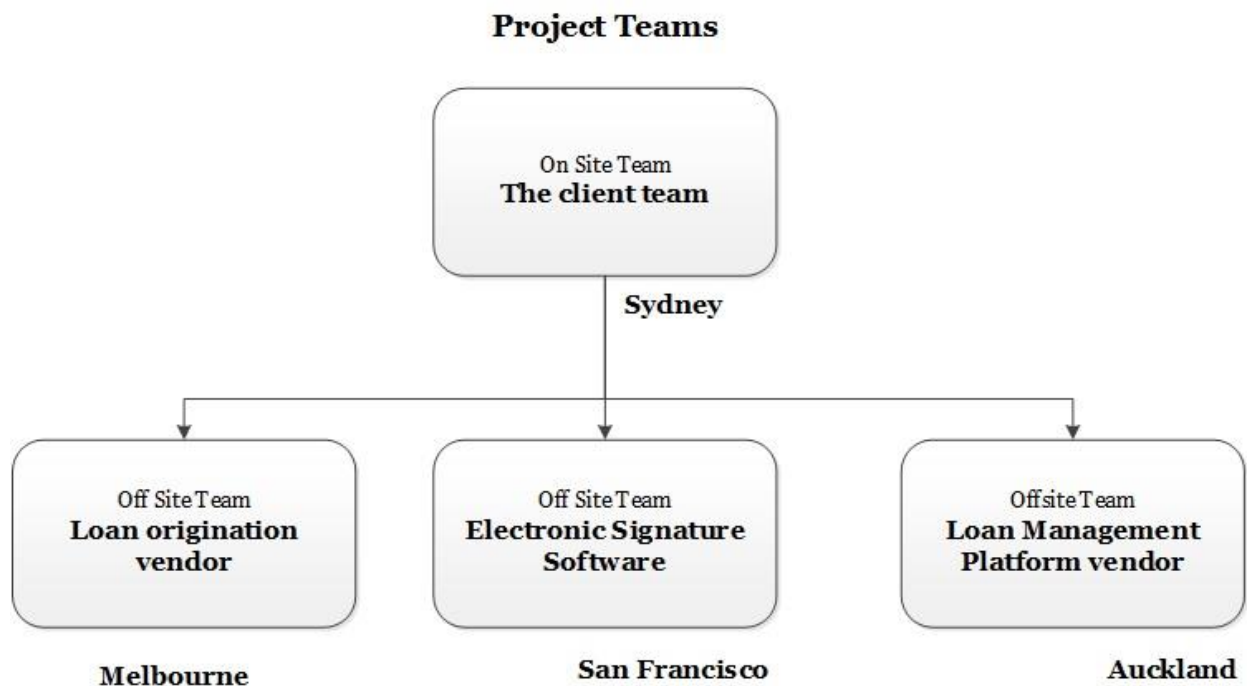 Project Teams
On Site Team
The client team
Sydney
Off Site Team
Loan origination
vendor
Off Site Team
Electronic Signature
Software
Offsite Team
Loan Management
Platform vendor
Melbourne
San Francisco
Auckland